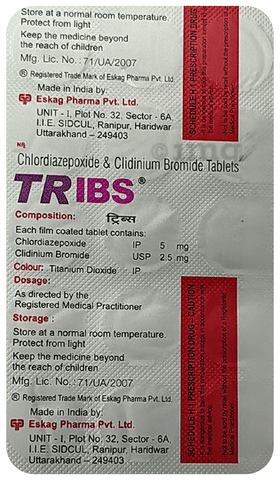 Store at a normal room temperature.
Protect from light
Keep the medicine beyond
the reach of children
Mfg. Lic. No.: 71/UA/2007
® Registered Trade Mark of Eskag Pharma Pvt. Ltd.
Made in India by:
Eskag Pharma Pvt. Ltd.
UNIT - I, Plot No. 32, Sector - 6A,
I.I.E. SIDCUL, Ranipur, Haridwar
Uttarakhand – 249403
SCHEDULE H1 PRESCRIPTION DRUG
NRx
Chlordiazepoxide & Clidinium Bromide Tablets
TRIBS®
ट्रिब्स
Composition:
Each film coated tablet contains:
Chlordiazepoxide IP 5 mg
Clidinium Bromide USP 2.5 mg
Colour: Titanium Dioxide IP
Dosage:
As directed by the
Registered Medical Practitioner
Storage :
Store at a normal room temperature.
Protect from light
Keep the medicine beyond
the reach of children
Mfg. Lic. No.: 71/UA/2007
® Registered Trade Mark of Eskag Pharma Pvt. Ltd.
Made in India by:
Eskag Pharma Pvt. Ltd.
UNIT - I, Plot No. 32, Sector - 6A,
I.I.E. SIDCUL, Ranipur, Haridwar
Uttarakhand – 249403
SCHEDULE H1 PRESCRIPTION DRUG - CAUTION